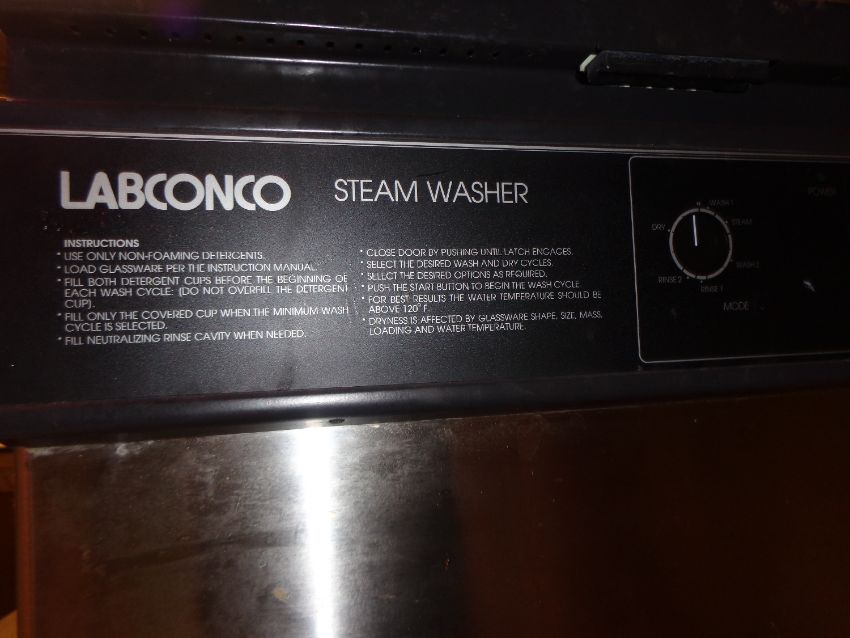 LABCONCO STEAM WASHER
INSTRUCTIONS
* USE ONLY NON-FOAMING DETERGENTS.
* LOAD GLASSWARE PER THE INSTRUCTION MANUAL.
* FILL BOTH DETERGENT CUPS BEFORE THE BEGINNING OF
EACH WASH CYCLE: (DO NOT OVERFILL THE DETERGENT
CUP).
* FILL ONLY THE COVERED CUP WHEN THE MINIMUM WASH
CYCLE IS SELECTED.
* FILL NEUTRALIZING RINSE CAVITY WHEN NEEDED.
* CLOSE DOOR BY PUSHING UNTIL LATCH ENGAGES.
* SELECT THE DESIRED WASH AND DRY CYCLES.
* SELECT THE DESIRED OPTIONS AS REQUIRED.
* PUSH THE START BUTTON TO BEGIN THE WASH CYCLE
* FOR BEST RESULTS THE WATER TEMPERATURE SHOULD BE
ABOVE 120°F.
* DRYNESS IS AFFECTED BY GLASSWARE SHAPE, SIZE, MASS,
LOADING AND WATER TEMPERATURE.
POWER
WASH 1
STEAM
DRY
WASH 2
RINSE 2
RINSE 1
MODE